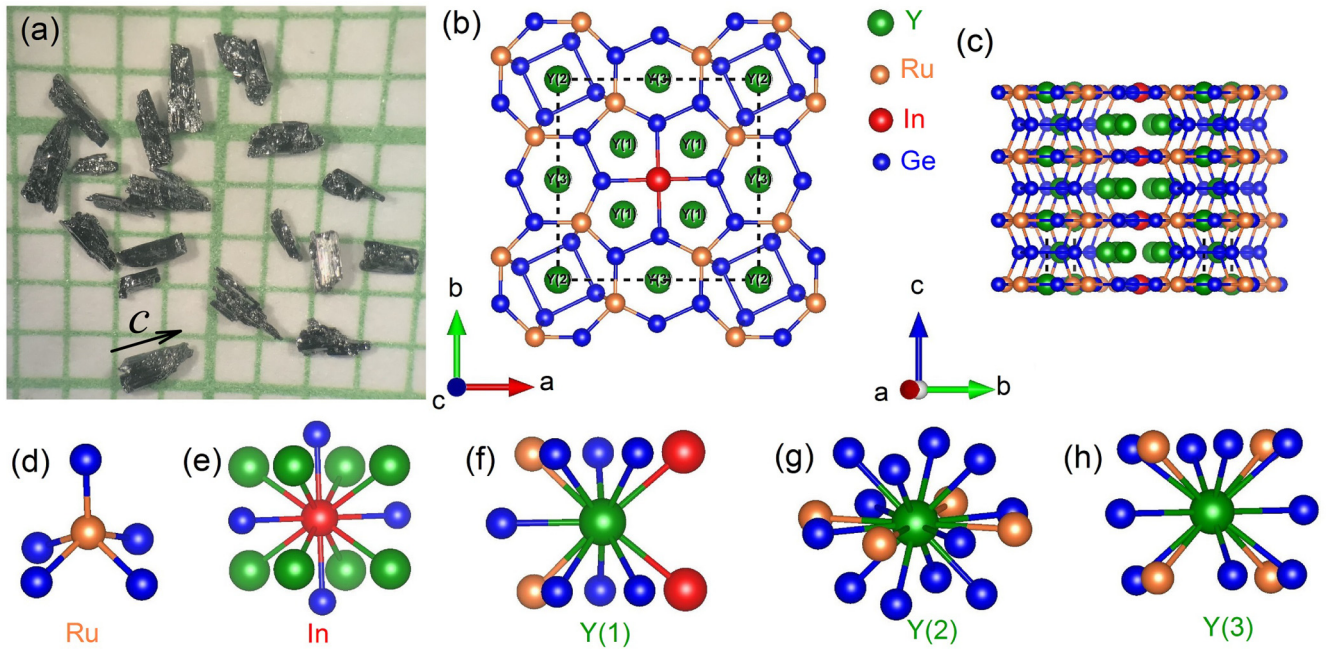 (a)
c
(b)
Y(2) Y(3) Y(2)
Y(1) Y(1)
Y(3) Y(3)
Y(1) Y(1)
Y(2) Y(3) Y(2)
b
c
a
Y
Ru
In
Ge
(c)
c
a
b
(d)
Ru
(e)
In
(f)
Y(1)
(g)
Y(2)
(h)
Y(3)